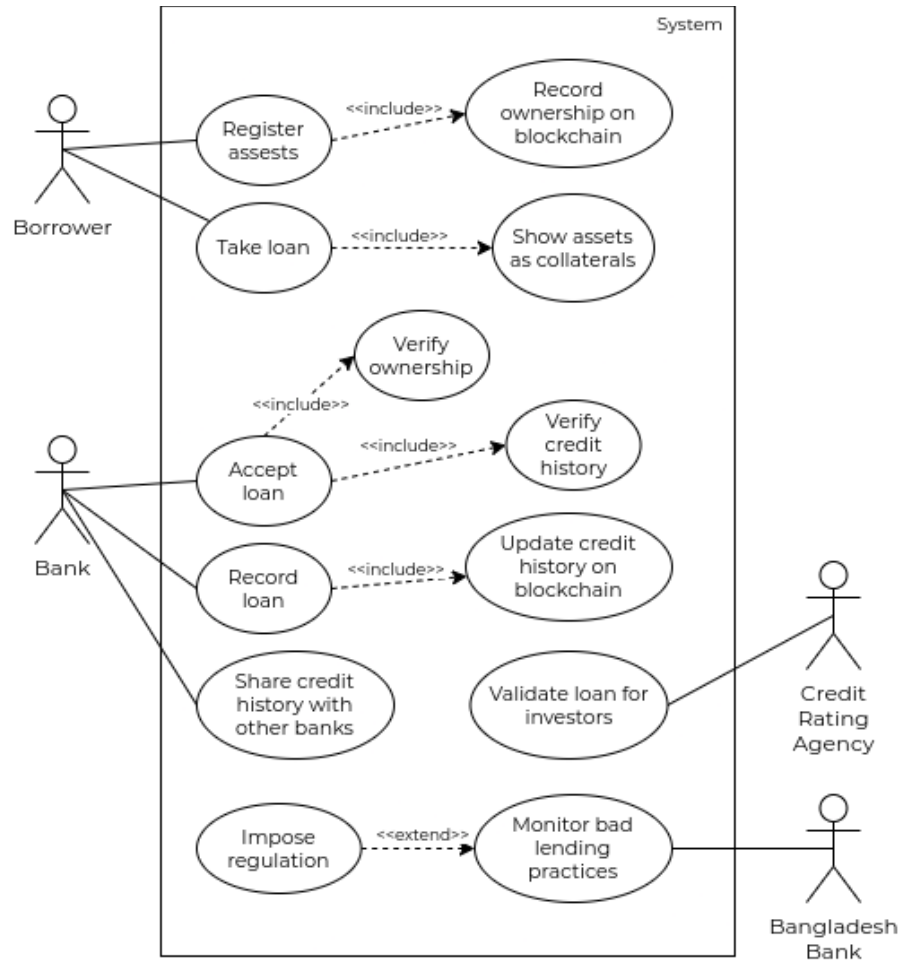 System
Register
assests
<<include>>
Record
ownership on
blockchain
Borrower
Take loan
<<include>>
Show assets
as collaterals
Verify
ownership
<<include>>
Accept
loan
<<include>>
Verify
credit
history
Bank
Record
loan
<<include>>
Update credit
history on
blockchain
Share credit
history with
other banks
Validate loan for
investors
Credit
Rating
Agency
Impose
regulation
<<extend>>
Monitor bad
lending
practices
Bangladesh
Bank